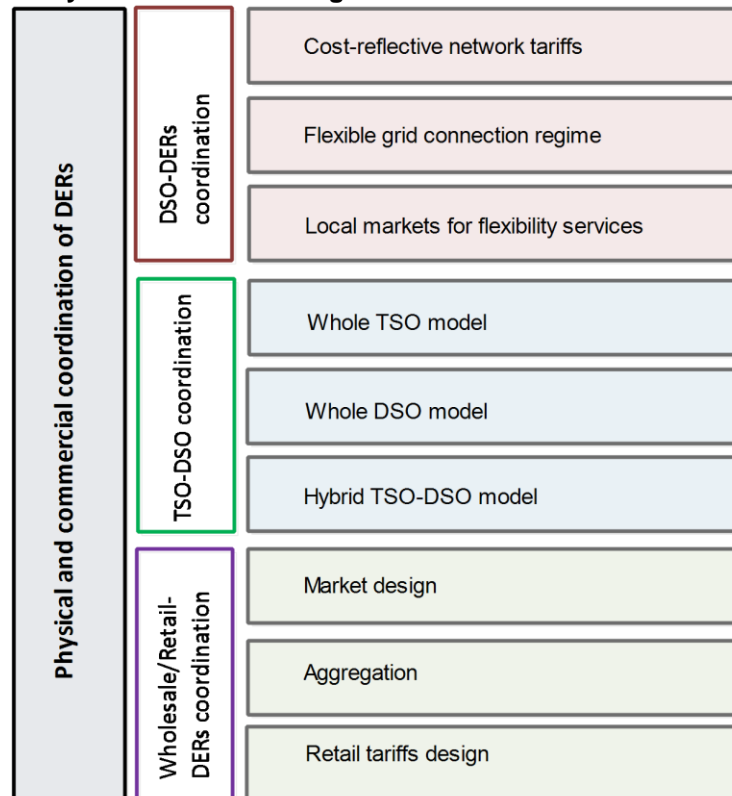 Physical and commercial coordination of DERs
DSO-DERs
coordination
Cost-reflective network tariffs
Flexible grid connection regime
Local markets for flexibility services
TSO-DSO coordination
Whole TSO model
Whole DSO model
Hybrid TSO-DSO model
Wholesale/Retail-
DERs coordination
Market design
Aggregation
Retail tariffs design